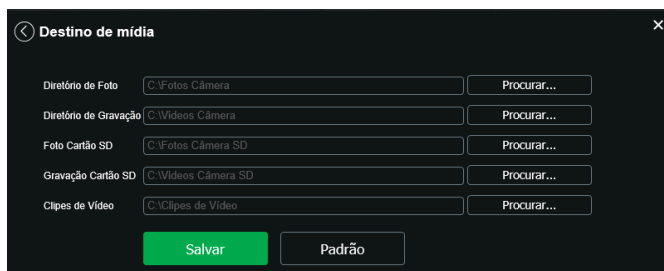 Destino de mídia
Diretório de Foto C:\Fotos Câmera Procurar...
Diretório de Gravação C:\Videos Câmera Procurar...
Foto Cartão SD C:\Fotos Câmera SD Procurar...
Gravação Cartão SD C:\Videos Câmera SD Procurar...
Clipes de Vídeo C:\Clipes de Vídeo Procurar...
Salvar Padrão